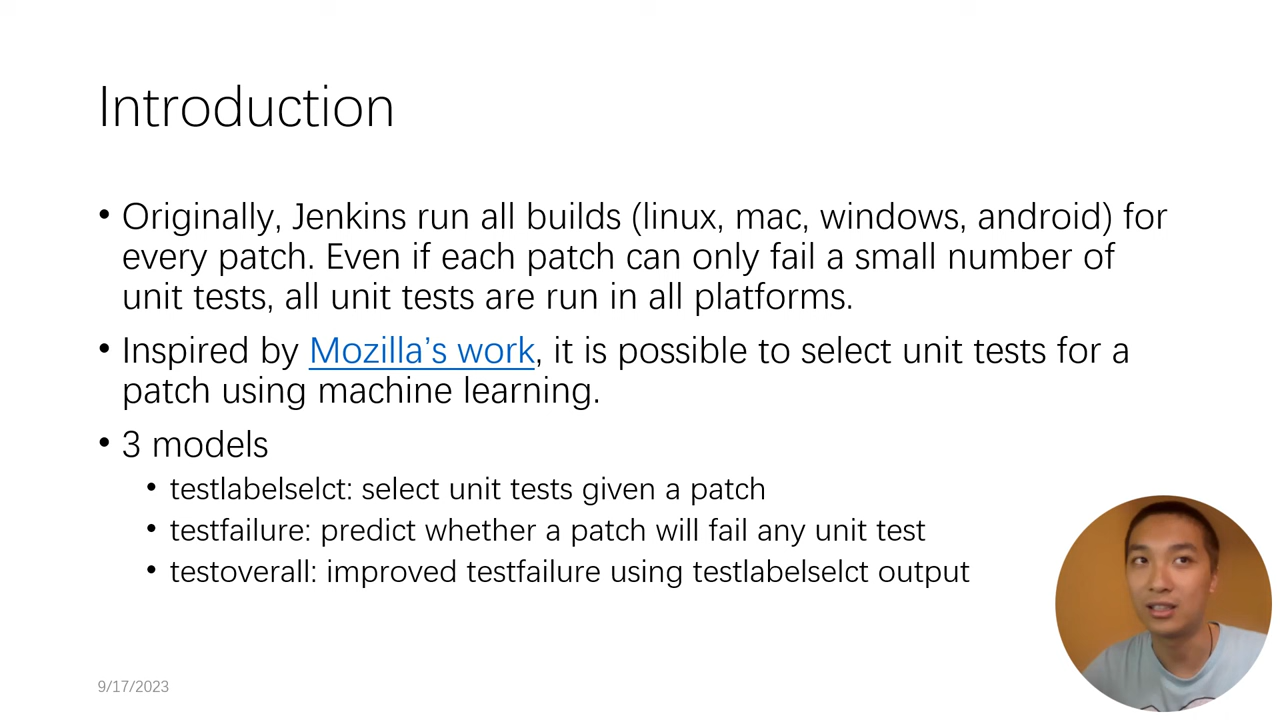 Introduction
• Originally, Jenkins run all builds (linux, mac, windows, android) for
every patch. Even if each patch can only fail a small number of
unit tests, all unit tests are run in all platforms.
• Inspired by Mozilla’s work, it is possible to select unit tests for a
patch using machine learning.
• 3 models
• testlabelselct: select unit tests given a patch
• testfailure: predict whether a patch will fail any unit test
• testoverall: improved testfailure using testlabelselct output
9/17/2023